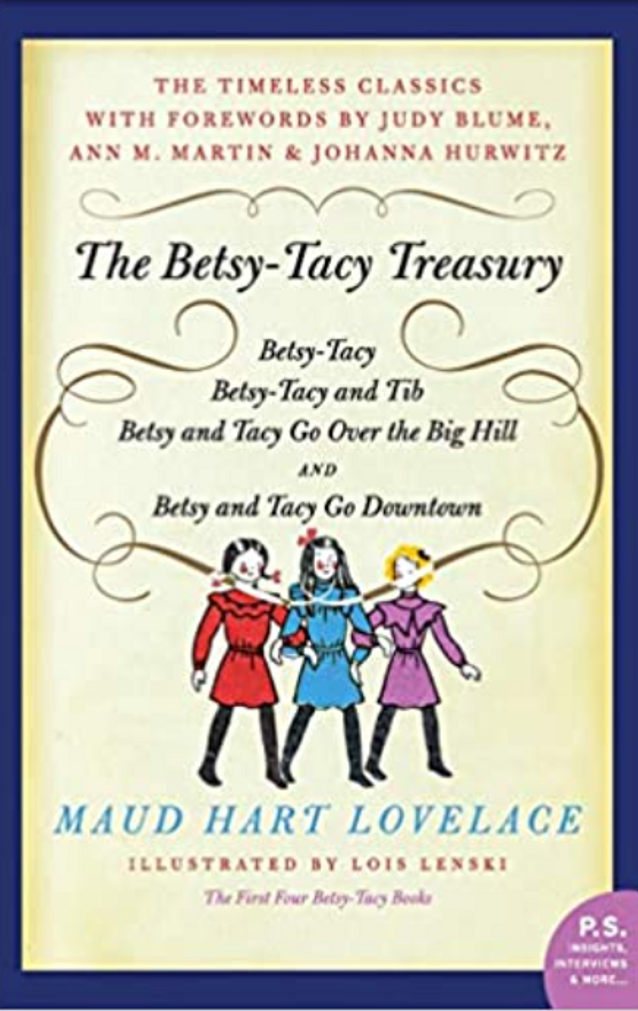 THE TIMELESS CLASSICS
WITH FOREWORDS BY JUDY BLUME,
ANN M. MARTIN & JOHANNA HURWITZ
The Betsy-Tacy Treasury
Betsy-Tacy
Betsy-Tacy and Tib
Betsy and Tacy Go Over the Big Hill
AND
Betsy and Tacy Go Downtown
MAUD HART LOVELACE
ILLUSTRATED BY LOIS LENSKI
The First Four Betsy-Tacy Books
P.S.
INSIGHTS,
INTERVIEWS
& MORE...